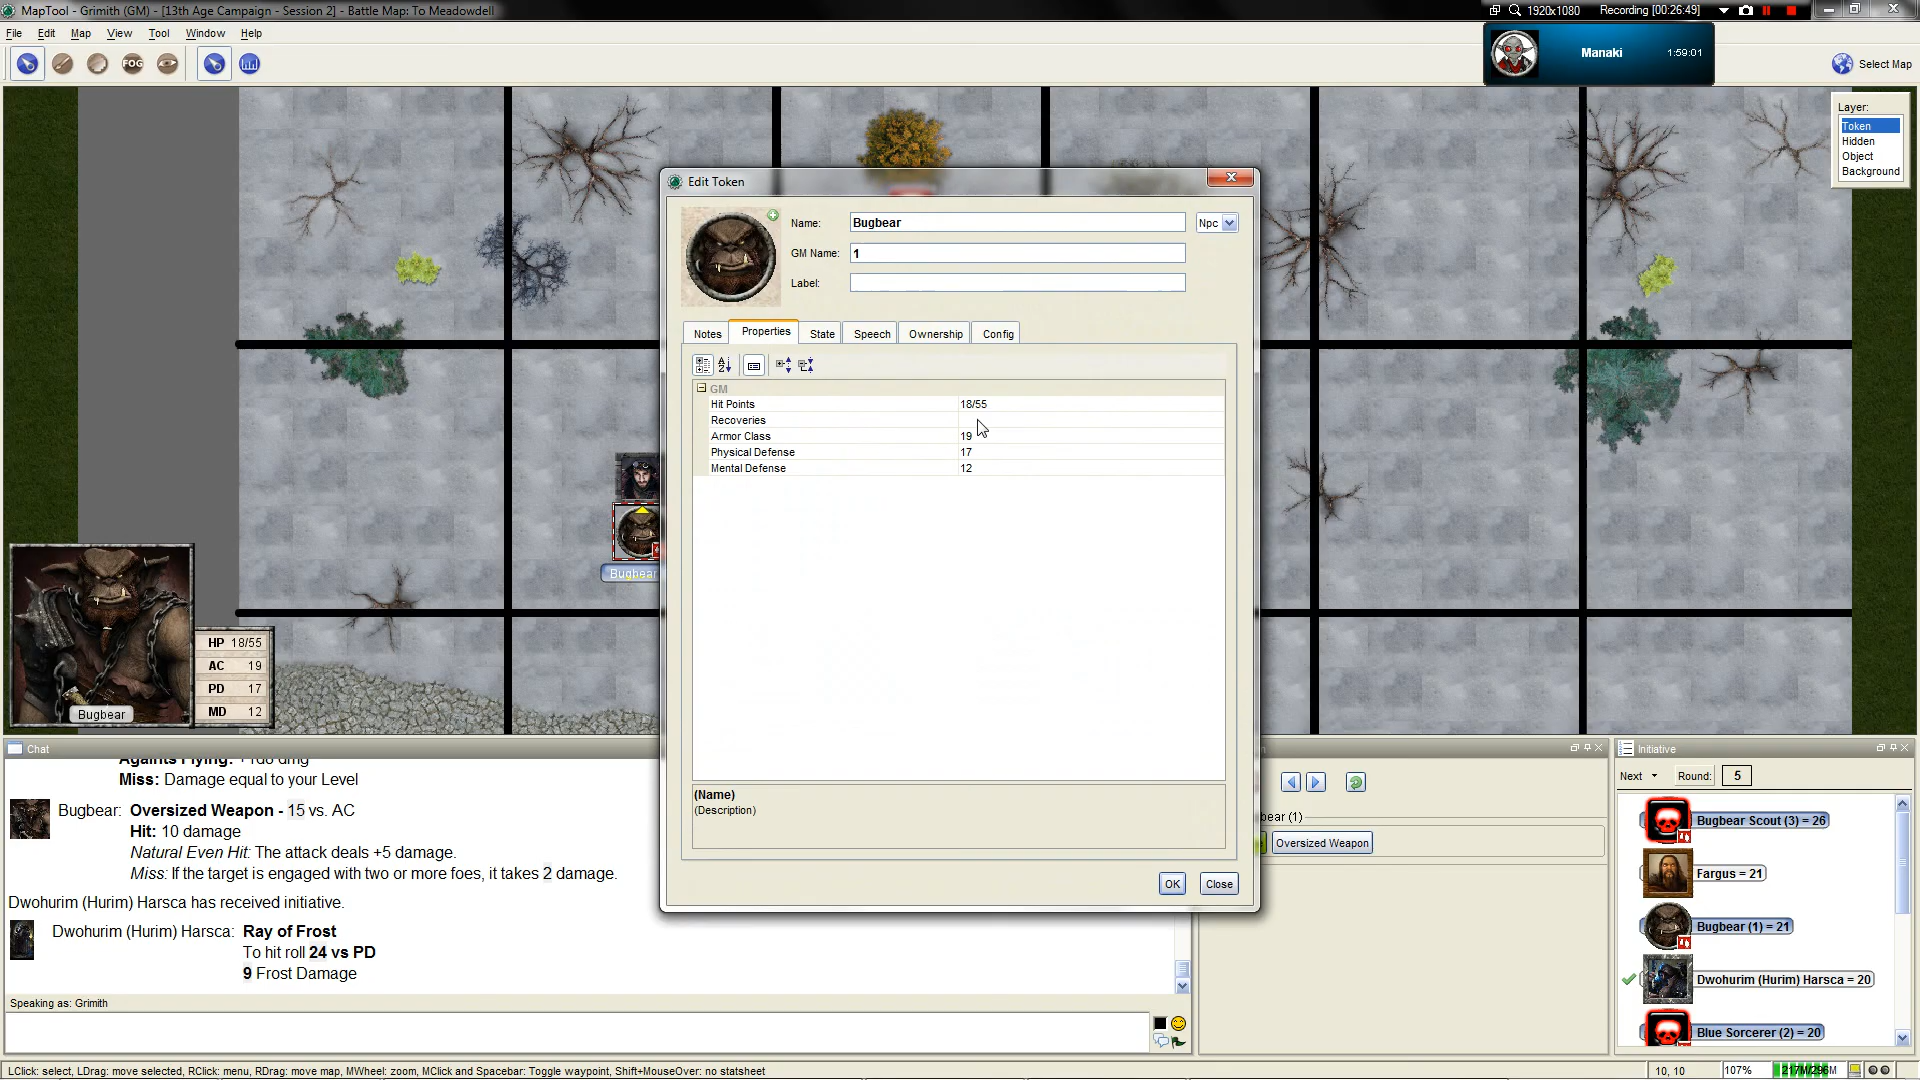 MapTool - Grimith (GM) - [13th Age Campaign - Session 2] - Battle Map: To Meadowdell
1920x1080
Recording [00:26:49]
File Edit Map View Tool Window Help
FOG
Manaki
1:59:01
Select Map
Layer:
Token
Hidden
Object
Background
Edit Token
Name:
Bugbear
Npc
GM Name:
1
Label:
Notes Properties State Speech Ownership Config
GM
Hit Points 18/55
Recoveries
Armor Class 19
Physical Defense 17
Mental Defense 12
(Name)
(Description)
OK Close
Bugbear
HP 18/55
AC 19
PD 17
MD 12
Bugbear
Chat
Miss: Damage equal to your Level
Bugbear: Oversized Weapon - 15 vs. AC
Hit: 10 damage
Natural Even Hit: The attack deals +5 damage.
Miss: If the target is engaged with two or more foes, it takes 2 damage.
Dwohurim (Hurim) Harsca has received initiative.
Dwohurim (Hurim) Harsca: Ray of Frost
To hit roll 24 vs PD
9 Frost Damage
Speaking as: Grimith
bear (1)
Oversized Weapon
Initiative
Next Round: 5
Bugbear Scout (3) = 26
Fargus = 21
Bugbear (1) = 21
Dwohurim (Hurim) Harsca = 20
Blue Sorcerer (2) = 20
LClick: select, LDrag: move selected, RClick: menu, RDrag: move map, MWheel: zoom, MClick and Spacebar: Toggle waypoint, Shift+MouseOver: no statsheet
10, 10
107%
217M/296M